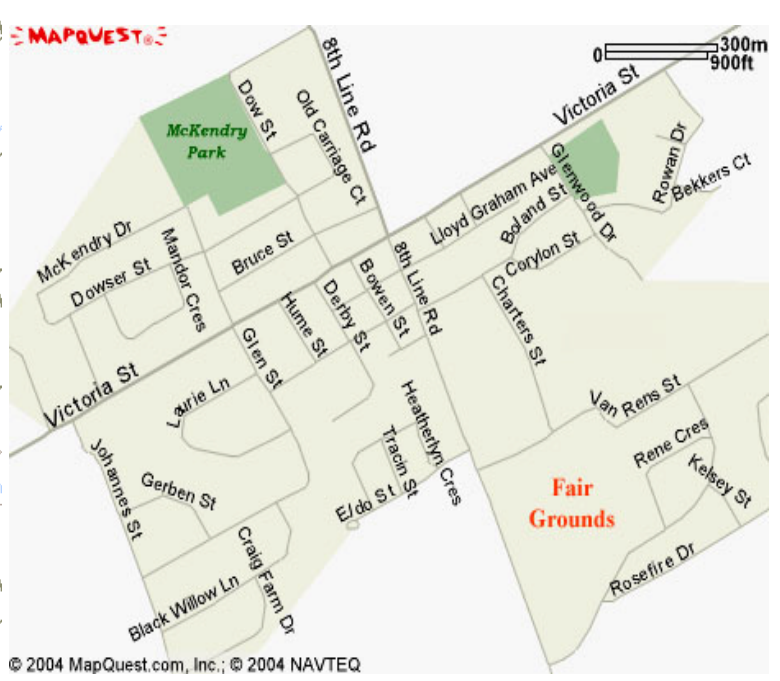 MAPQUEST
0 300m
900ft
8th Line Rd
Victoria St
Dow St
Old Carriage Ct
McKendry
Park
Glenwood Dr
Rowan Dr
Bekkers Ct
Lloyd Graham Ave
Boland St
McKendry Dr
Mandor Cres
Bruce St
Dowser St
8th Line Rd
Corylon St
Bowen St
Derby St
Hume St
Charters St
Glen St
Victoria St
Laurie Ln
Heatherlyn Cres
Van Rens St
Johannes St
Tracin St
Rene Cres
Kelsey St
Gerben St
Eldo St
Fair
Grounds
Craig Farm Dr
Rosefire Dr
Black Willow Ln
© 2004 MapQuest.com, Inc.; © 2004 NAVTEQ